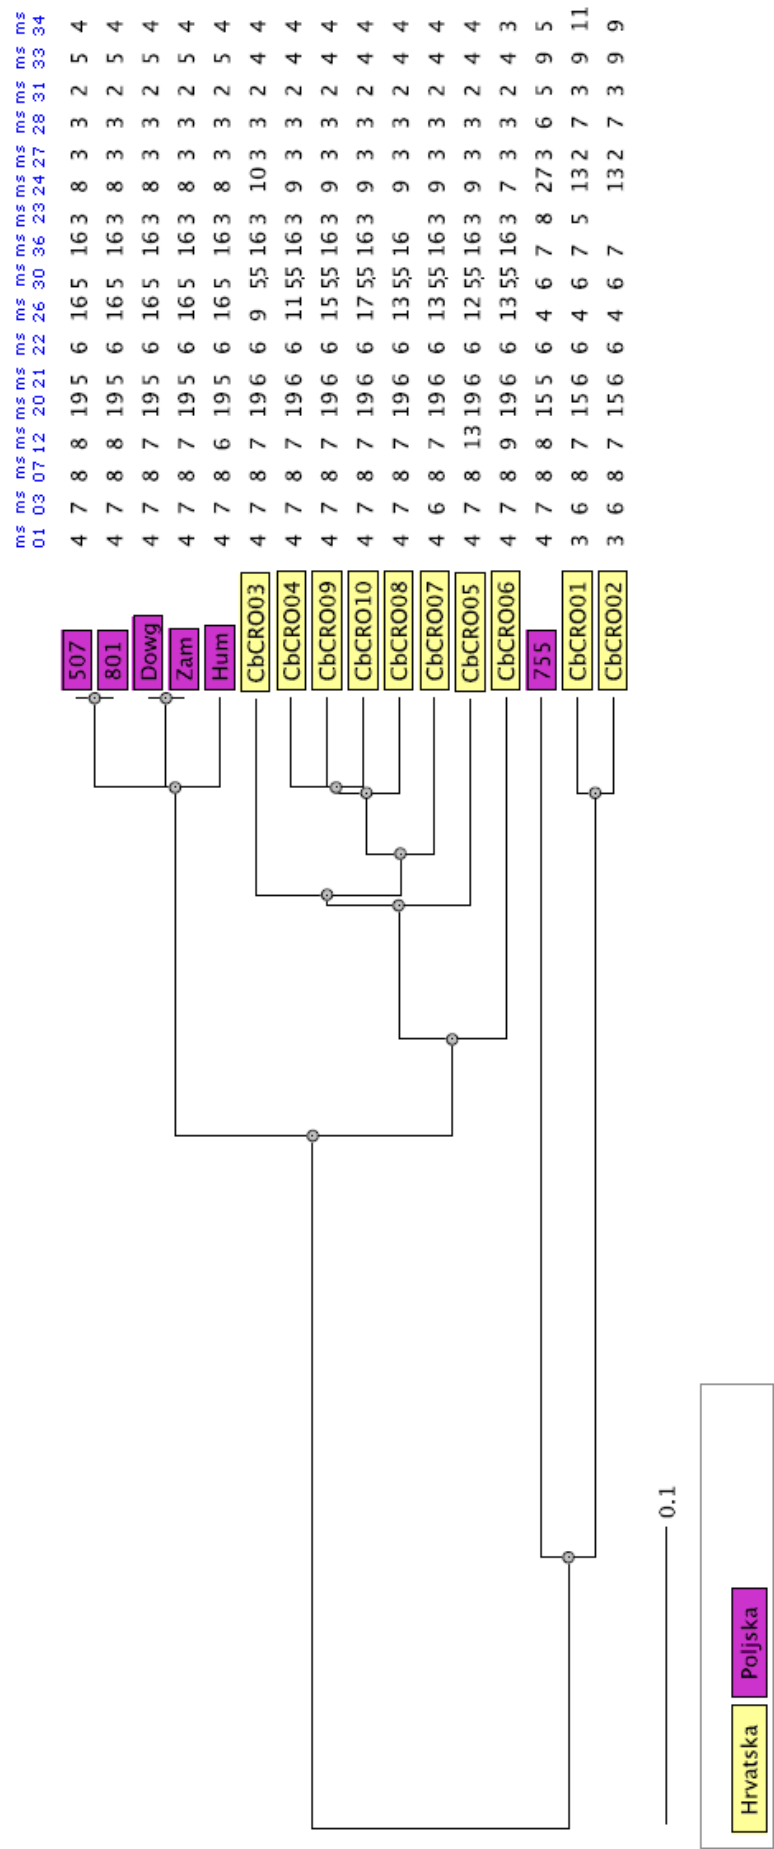 ms ms ms ms ms ms ms ms ms ms ms ms ms ms ms ms ms
01 03 07 12 20 21 22 26 30 36 23 24 27 28 31 33 34
507 4 7 8 8 19 5 6 16 5 16 3 8 3 3 2 5 4
801 4 7 8 8 19 5 6 16 5 16 3 8 3 3 2 5 4
Dowg 4 7 8 7 19 5 6 16 5 16 3 8 3 3 2 5 4
Zam 4 7 8 7 19 5 6 16 5 16 3 8 3 3 2 5 4
Hum 4 7 8 6 19 5 6 16 5 16 3 8 3 3 2 5 4
CbCRO03 4 7 8 7 19 6 6 9 5,5 16 3 10 3 3 2 4 4
CbCRO04 4 7 8 7 19 6 6 11 5,5 16 3 9 3 3 2 4 4
CbCRO09 4 7 8 7 19 6 6 15 5,5 16 3 9 3 3 2 4 4
CbCRO10 4 7 8 7 19 6 6 17 5,5 16 3 9 3 3 2 4 4
CbCRO08 4 7 8 7 19 6 6 13 5,5 16 9 3 3 2 4 4
CbCRO07 4 6 8 7 19 6 6 13 5,5 16 3 9 3 3 2 4 4
CbCRO05 4 7 8 13 19 6 6 12 5,5 16 3 9 3 3 2 4 4
CbCRO06 4 7 8 9 19 6 6 13 5,5 16 3 7 3 3 2 4 3
755 4 7 8 8 15 5 6 4 6 7 8 27 3 6 5 9 5
CbCRO01 3 6 8 7 15 6 6 4 6 7 5 13 2 7 3 9 11
CbCRO02 3 6 8 7 15 6 6 4 6 7 13 2 7 3 9 9
0.1
Hrvatska Poljska